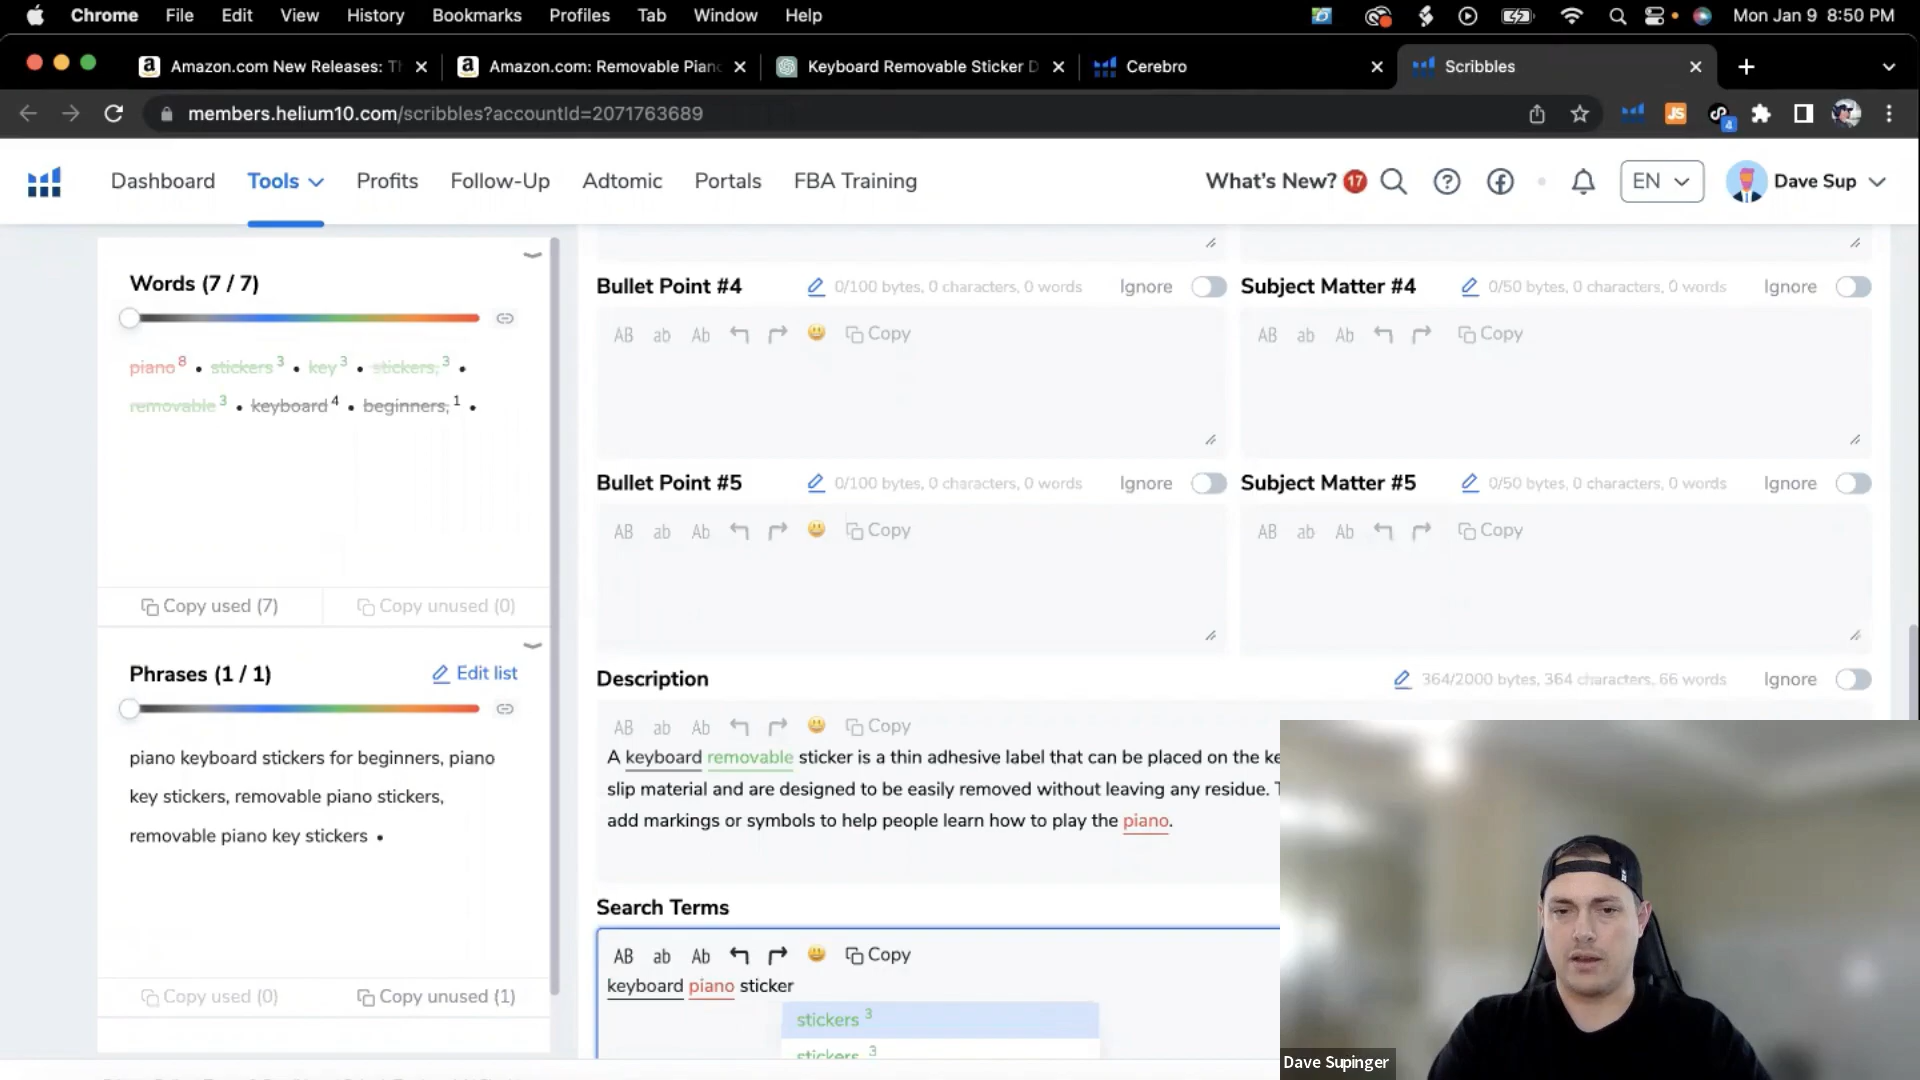 Chrome File Edit View History Bookmarks Profiles Tab Window Help Mon Jan 9 8:50 PM
Amazon.com New Releases: Amazon.com: Removable Keyboard Removable Sticker D Cerebro Scribbles
members.helium10.com/scribbles?accountId=2071763689
JS 4
Dashboard Tools Profits Follow-Up Adtomic Portals FBA Training What's New? 17 EN Dave Sup
Words (7 / 7)
piano 8 • stickers 3 • key 3 • stickers, 3 •
removable 3 • keyboard 4 • beginners, 1 •
Copy used (7) Copy unused (0)
Phrases (1 / 1) Edit list
piano keyboard stickers for beginners, piano
key stickers, removable piano stickers,
removable piano key stickers •
Copy used (0) Copy unused (1)
Bullet Point #4 0/100 bytes, 0 characters, 0 words Ignore Subject Matter #4 0/50 bytes, 0 characters, 0 words Ignore
AB ab Ab Copy AB ab Ab Copy
Bullet Point #5 0/100 bytes, 0 characters, 0 words Ignore Subject Matter #5 0/50 bytes, 0 characters, 0 words Ignore
AB ab Ab Copy AB ab Ab Copy
Description 364/2000 bytes, 364 characters, 66 words Ignore
AB ab Ab Copy
A keyboard removable sticker is a thin adhesive label that can be placed on the ke
slip material and are designed to be easily removed without leaving any residue. T
add markings or symbols to help people learn how to play the piano.
Search Terms
AB ab Ab Copy
keyboard piano sticker
stickers 3
stickers 3
Dave Supinger